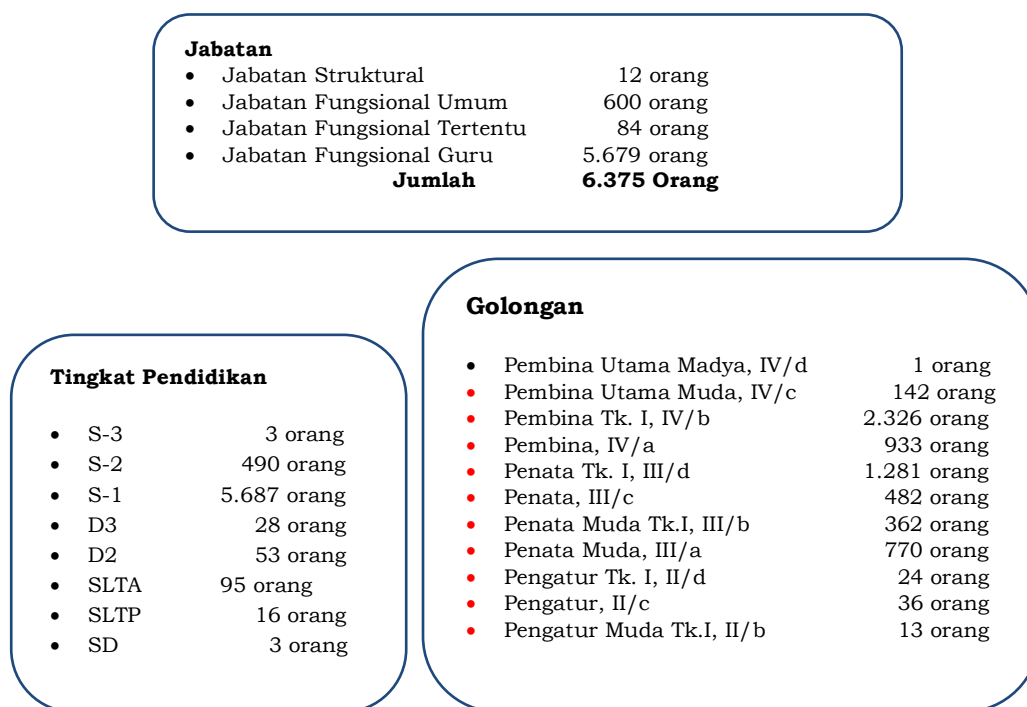 Jabatan
• Jabatan Struktural 12 orang
• Jabatan Fungsional Umum 600 orang
• Jabatan Fungsional Tertentu 84 orang
• Jabatan Fungsional Guru 5.679 orang
Jumlah 6.375 Orang
Tingkat Pendidikan
• S-3 3 orang
• S-2 490 orang
• S-1 5.687 orang
• D3 28 orang
• D2 53 orang
• SLTA 95 orang
• SLTP 16 orang
• SD 3 orang
Golongan
• Pembina Utama Madya, IV/d 1 orang
• Pembina Utama Muda, IV/c 142 orang
• Pembina Tk. I, IV/b 2.326 orang
• Pembina, IV/a 933 orang
• Penata Tk. I, III/d 1.281 orang
• Penata, III/c 482 orang
• Penata Muda Tk.I, III/b 362 orang
• Penata Muda, III/a 770 orang
• Pengatur Tk. I, II/d 24 orang
• Pengatur, II/c 36 orang
• Pengatur Muda Tk.I, II/b 13 orang